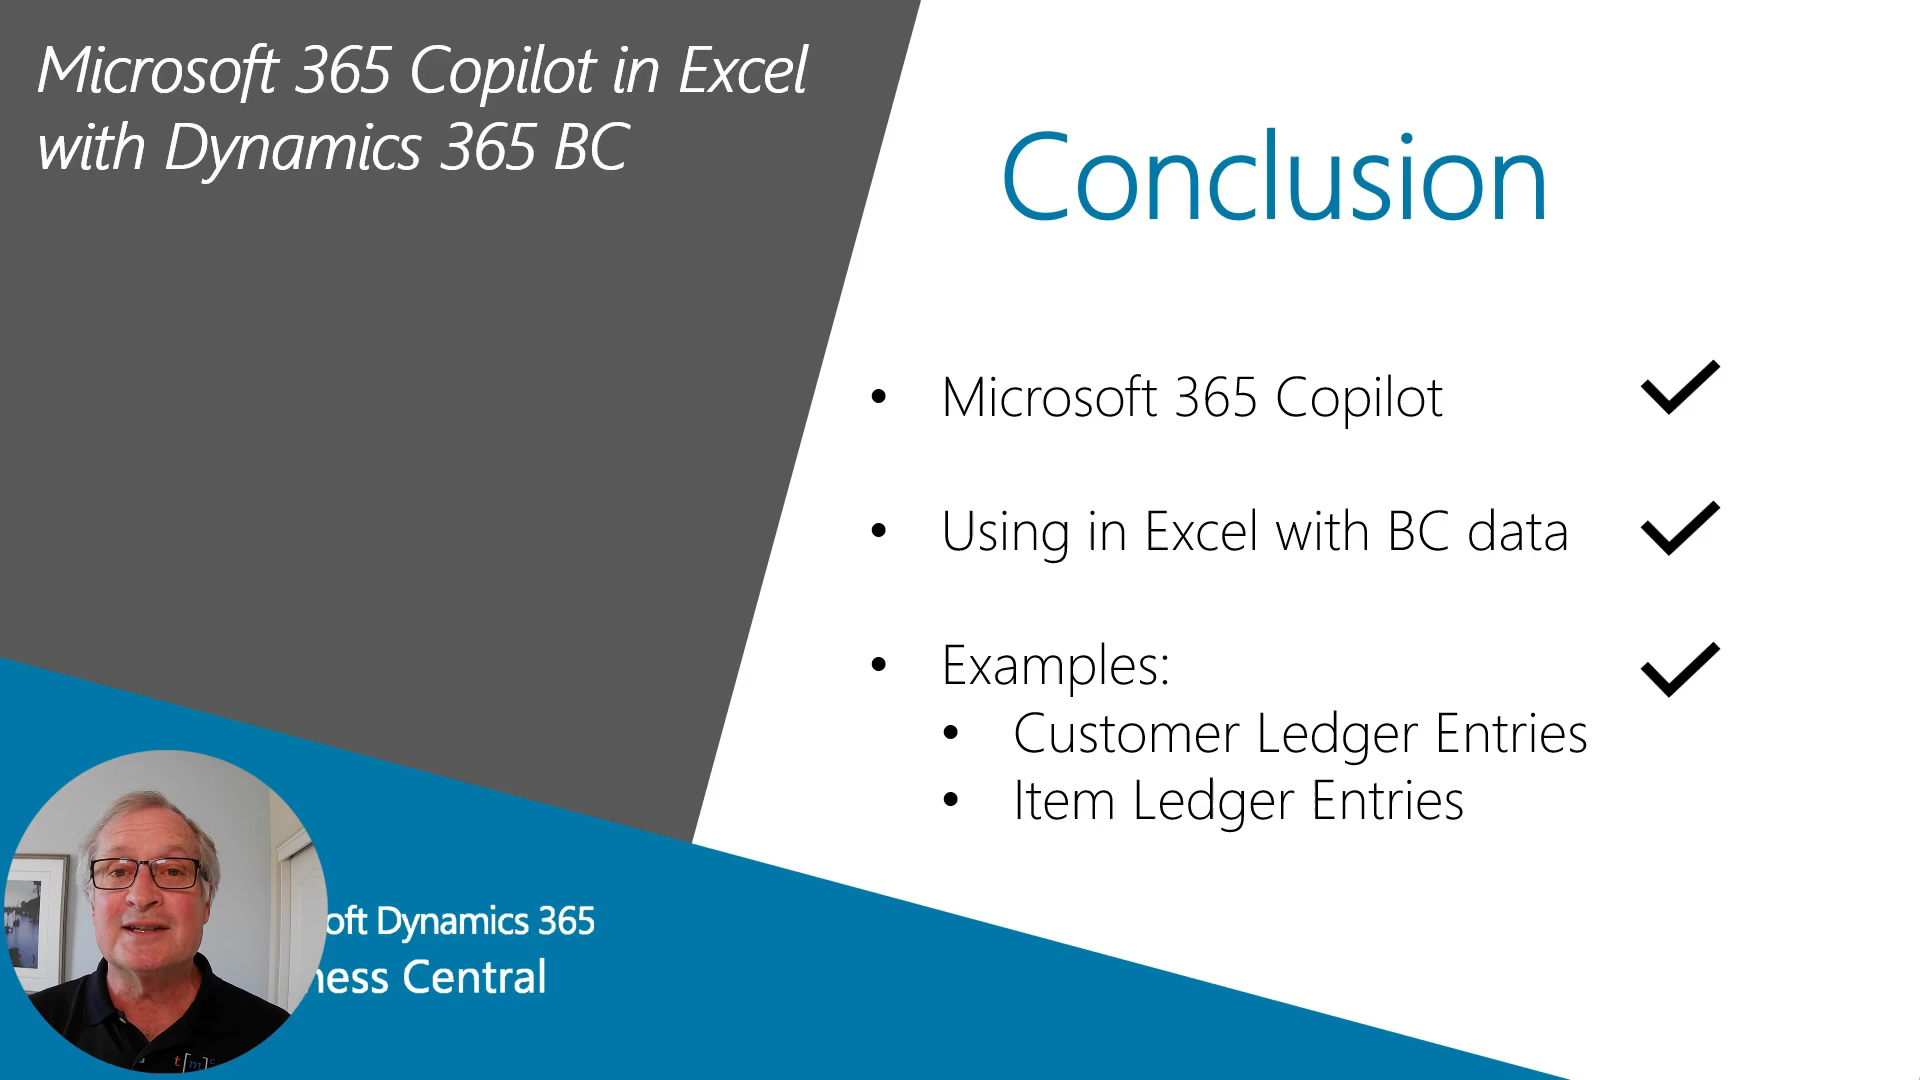 Microsoft 365 Copilot in Excel
with Dynamics 365 BC
Conclusion
• Microsoft 365 Copilot
• Using in Excel with BC data
• Examples:
• Customer Ledger Entries
• Item Ledger Entries
oft Dynamics 365
ness Central
t[m]c